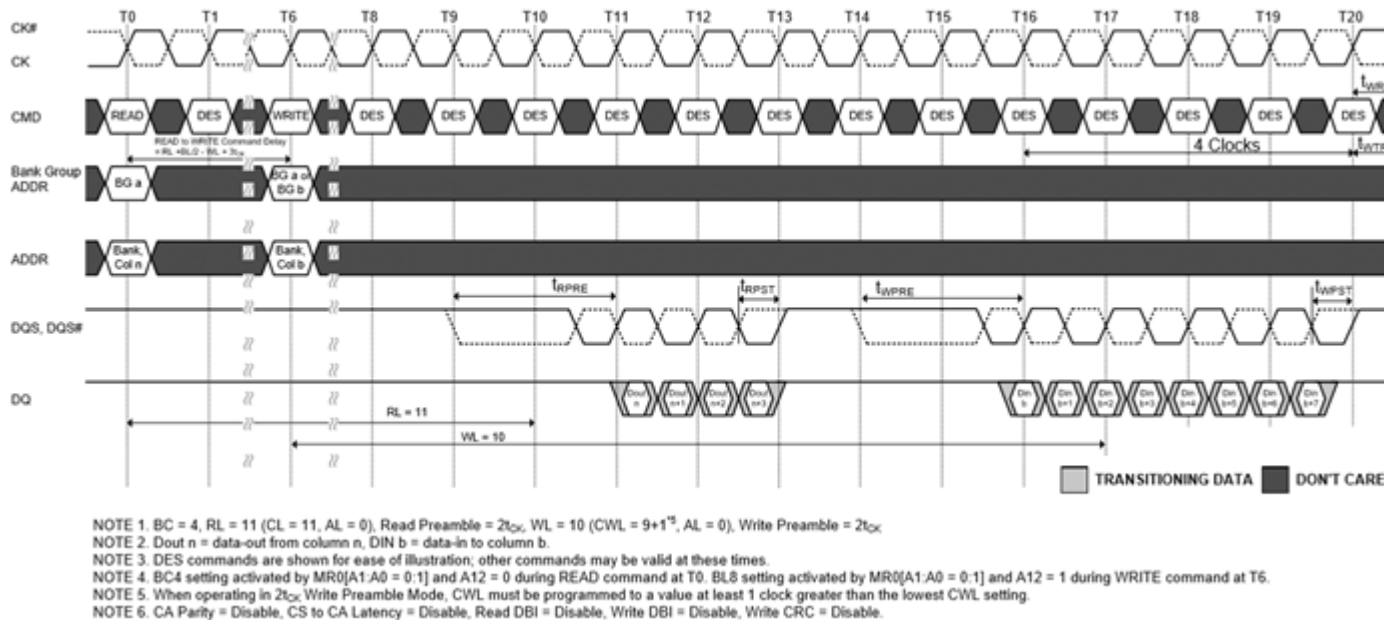 T0 T1 T6 T8 T9 T10 T11 T12 T13 T14 T15 T16 T17 T18 T19 T20
CK#
CK
tWR
CMD READ DES WRITE DES DES DES DES DES DES DES DES DES DES DES DES DES
READ to WRITE Command Delay
= RL +BL/2 - WL + 3tCK
4 Clocks tWTR
Bank Group
ADDR
BG a
BG a or
BG b
ADDR
Bank,
Col n
Bank,
Col b
tRPRE tRPST tWPRE tWPST
DQS, DQS#
DQ
Dout
n
Dout
n+1
Dout
n+2
Dout
n+3
Din
b
Din
b+1
Din
b+2
Din
b+3
Din
b+4
Din
b+5
Din
b+6
Din
b+7
RL = 11
WL = 10
TRANSITIONING DATA DON'T CARE
NOTE 1. BC = 4, RL = 11 (CL = 11, AL = 0), Read Preamble = 2tCK, WL = 10 (CWL = 9+1*5, AL = 0), Write Preamble = 2tCK
NOTE 2. Dout n = data-out from column n, DIN b = data-in to column b.
NOTE 3. DES commands are shown for ease of illustration; other commands may be valid at these times.
NOTE 4. BC4 setting activated by MR0[A1:A0 = 0:1] and A12 = 0 during READ command at T0. BL8 setting activated by MR0[A1:A0 = 0:1] and A12 = 1 during WRITE command at T6.
NOTE 5. When operating in 2tCK Write Preamble Mode, CWL must be programmed to a value at least 1 clock greater than the lowest CWL setting.
NOTE 6. CA Parity = Disable, CS to CA Latency = Disable, Read DBI = Disable, Write DBI = Disable, Write CRC = Disable.